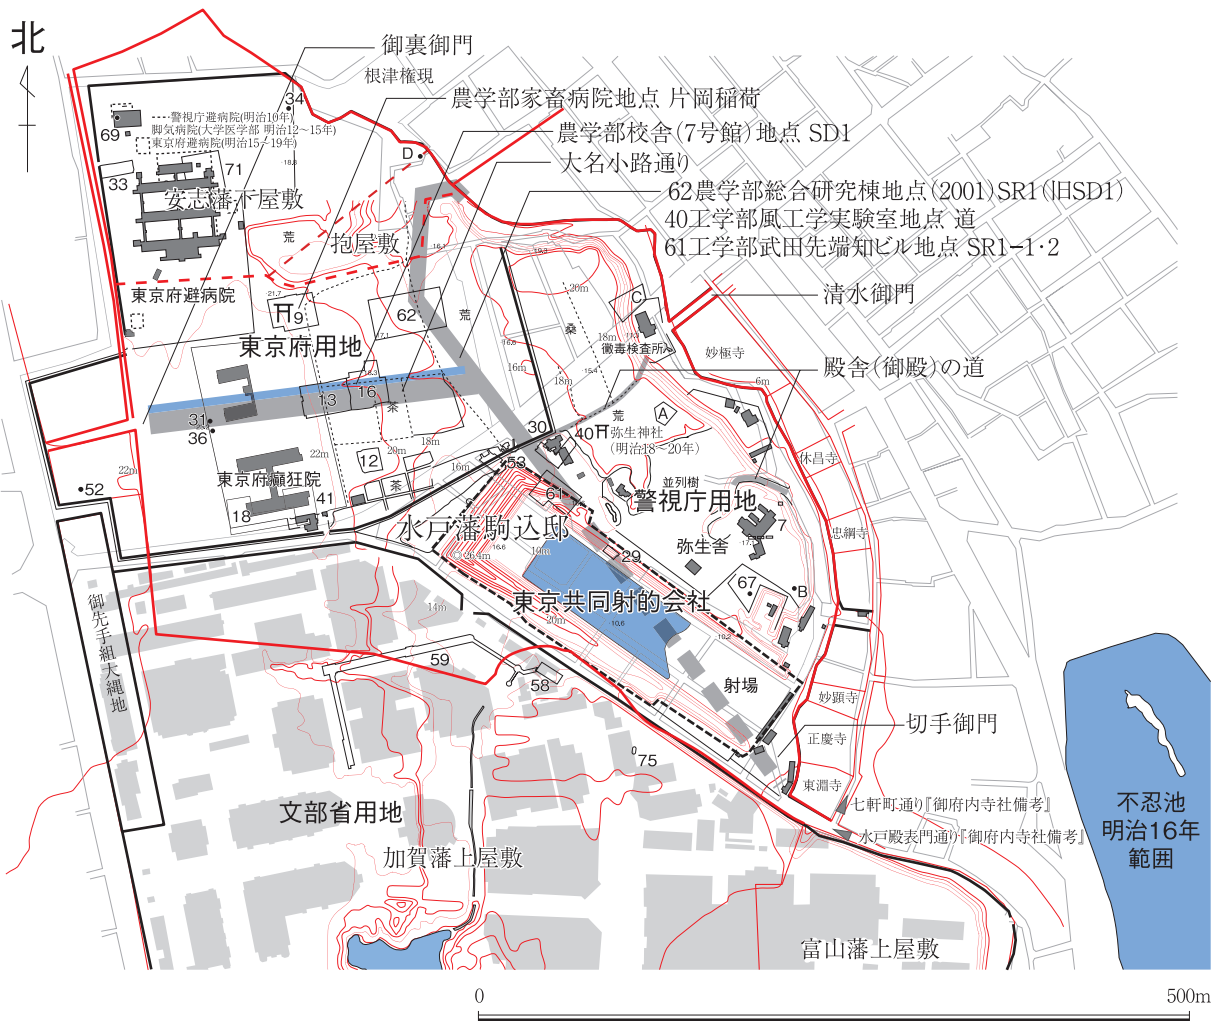 北
御裏御門
根津権現
農学部家畜病院地点 片岡稲荷
農学部校舎(7号館)地点 SD1
大名小路通り
62農学部総合研究棟地点(2001)SR1(旧SD1)
40工学部風工学実験室地点 道
61工学部武田先端知ビル地点 SR1-1・2
清水御門
殿舎(御殿)の道
34
69
警視庁避病院(明治10年)
脚気病院(大学医学部 明治12〜15年)
東京府避病院(明治15〜19年)
D
33
71
安志藩下屋敷
荒
抱屋敷
東京府避病院
9
62
荒
桑
C
20m
18m
黴毒検査所
妙極寺
東京府用地
16m
18m
6m
13
16
茶
31
36
30
40
荒
弥生神社
(明治18〜20年)
A
18m
20m
22m
22m
12
16m
53
休昌寺
52
東京府癲狂院
茶
41
18
61
並列樹
警視庁用地
水戸藩駒込邸
7
忠綱寺
弥生舎
29
10m
26.4m
67
B
東京共同射的会社
20m
14m
御先手組大縄地
59
58
射場
妙顕寺
正慶寺
切手御門
75
東淵寺
七軒町通り『御府内寺社備考』
水戸殿表門通り『御府内寺社備考』
不忍池
明治16年
範囲
文部省用地
加賀藩上屋敷
富山藩上屋敷
0
500m